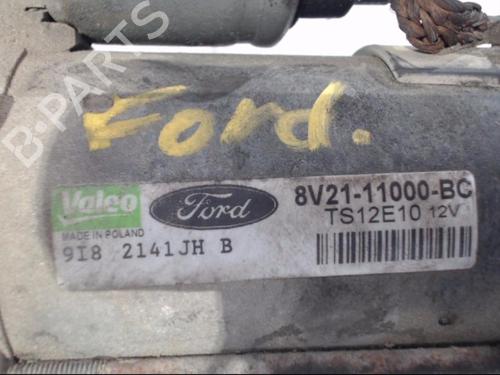 B-PARTS
Ford.
Valeo
Ford
8V21-11000-BC
MADE IN POLAND
TS12E10 12V
9I8 2141JH B